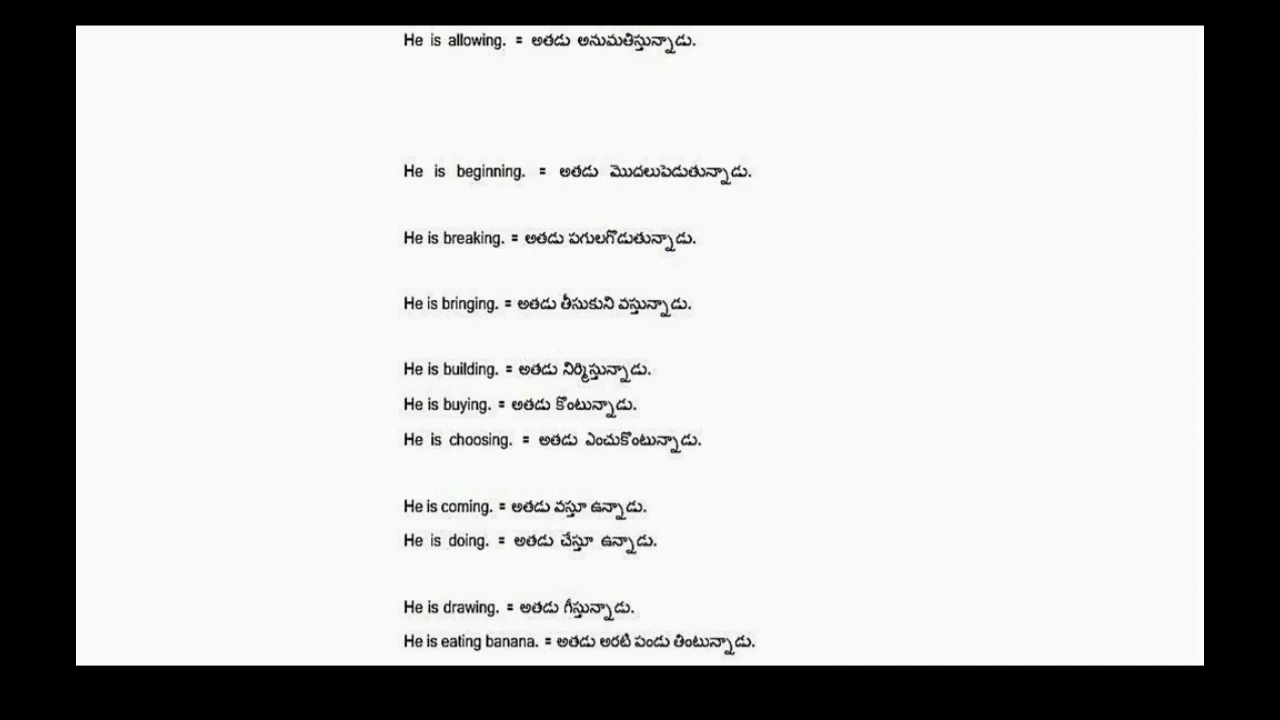 He is allowing. = అతడు అనుమతిస్తున్నాడు.
He is beginning. = అతడు మొదలుపెడుతున్నాడు.
He is breaking. = అతడు పగులగొడుతున్నాడు.
He is bringing. = అతడు తీసుకుని వస్తున్నాడు.
He is building. = అతడు నిర్మిస్తున్నాడు.
He is buying. = అతడు కొంటున్నాడు.
He is choosing. = అతడు ఎంచుకొంటున్నాడు.
He is coming. = అతడు వస్తూ ఉన్నాడు.
He is doing. = అతడు చేస్తూ ఉన్నాడు.
He is drawing. = అతడు గీస్తున్నాడు.
He is eating banana. = అతడు అరటి పండు తింటున్నాడు.